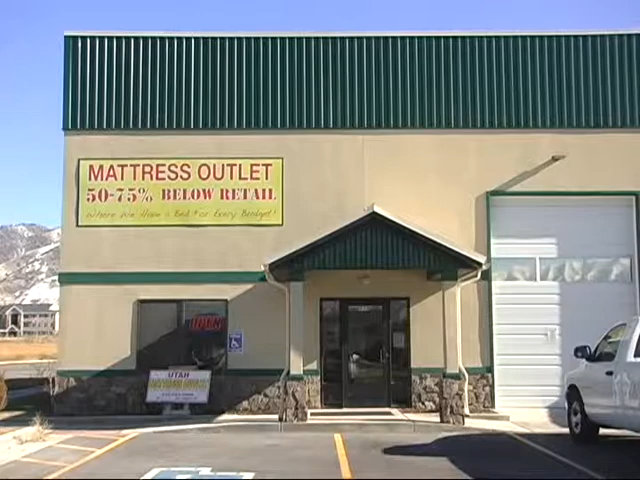 MATTRESS OUTLET
50-75% BELOW RETAIL
Where We Have a Bed for Every Budget!
OPEN
UTAH